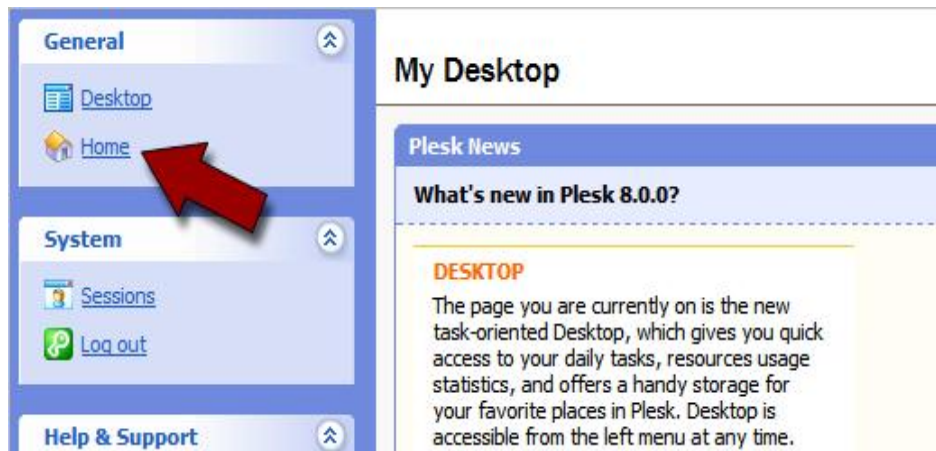 General
Desktop
Home
System
Sessions
Log out
Help & Support
My Desktop
Plesk News
What's new in Plesk 8.0.0?
DESKTOP
The page you are currently on is the new
task-oriented Desktop, which gives you quick
access to your daily tasks, resources usage
statistics, and offers a handy storage for
your favorite places in Plesk. Desktop is
accessible from the left menu at any time.